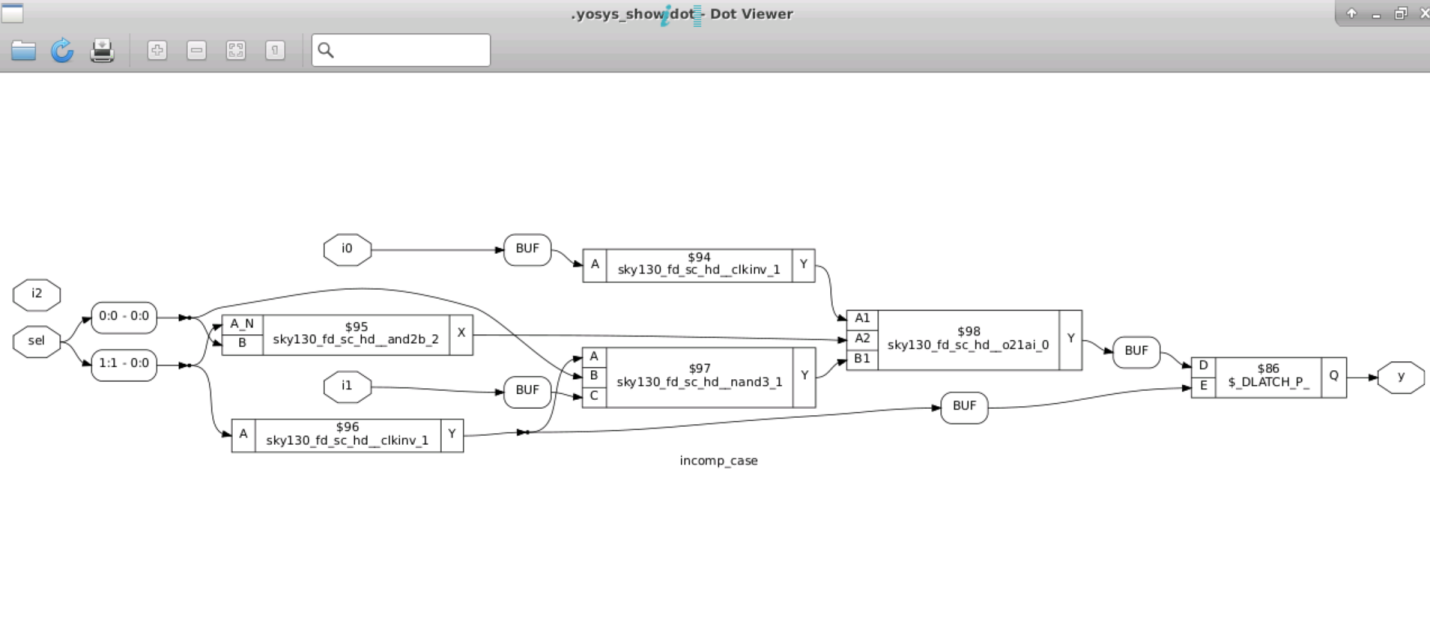 .yosys_show.dot - Dot Viewer
i0
BUF
A
$94
sky130_fd_sc_hd__clkinv_1
Y
i2
0:0 - 0:0
sel
1:1 - 0:0
A_N
B
$95
sky130_fd_sc_hd__and2b_2
X
i1
BUF
A
B
C
$97
sky130_fd_sc_hd__nand3_1
Y
A1
A2
B1
$98
sky130_fd_sc_hd__o21ai_0
Y
BUF
D
E
$86
$_DLATCH_P_
Q
y
BUF
A
$96
sky130_fd_sc_hd__clkinv_1
Y
incomp_case